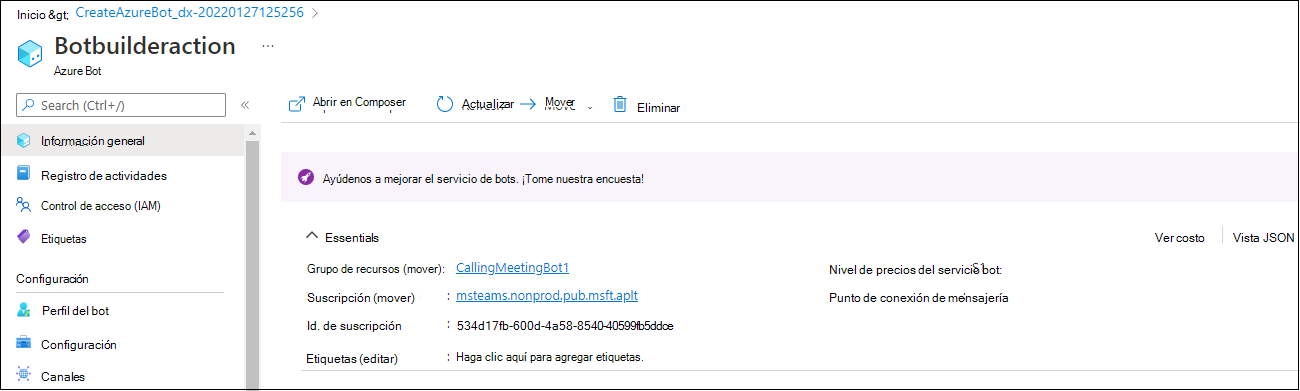 Inicio &gt; CreateAzureBot_dx-20220127125256 >
Botbuilderaction ...
Azure Bot
Search (Ctrl+/) «
Abrir en Composer Actualizar Mover Eliminar
Información general
Registro de actividades
Control de acceso (IAM)
Etiquetas
Configuración
Perfil del bot
Configuración
Canales
Ayúdenos a mejorar el servicio de bots. ¡Tome nuestra encuesta!
Essentials Ver costo Vista JSON
Grupo de recursos (mover): CallingMeetingBot1 Nivel de precios del servicio bot: S1
Suscripción (mover) : msteams.nonprod.pub.msft.aplt Punto de conexión de mensajería
Id. de suscripción : 534d17fb-600d-4a58-8540-40599fb5ddce
Etiquetas (editar) : Haga clic aquí para agregar etiquetas.